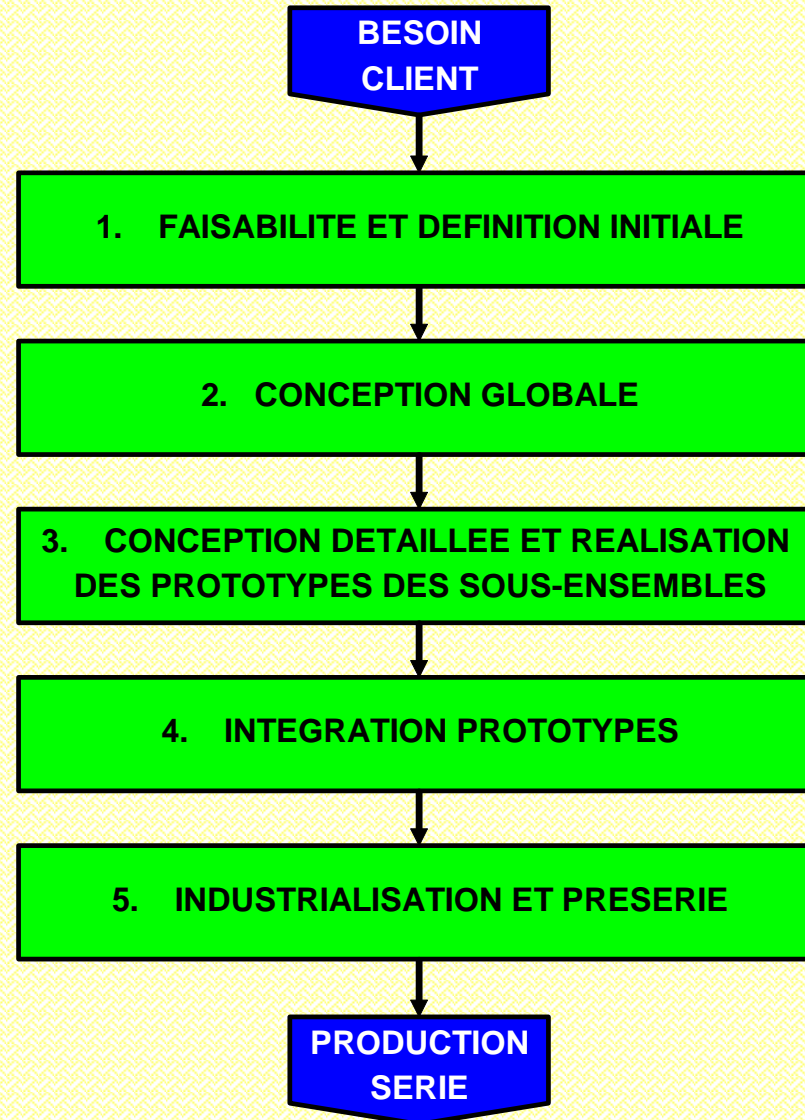 BESOIN
CLIENT
1. FAISABILITE ET DEFINITION INITIALE
2. CONCEPTION GLOBALE
3. CONCEPTION DETAILLEE ET REALISATION
DES PROTOTYPES DES SOUS-ENSEMBLES
4. INTEGRATION PROTOTYPES
5. INDUSTRIALISATION ET PRESERIE
PRODUCTION
SERIE